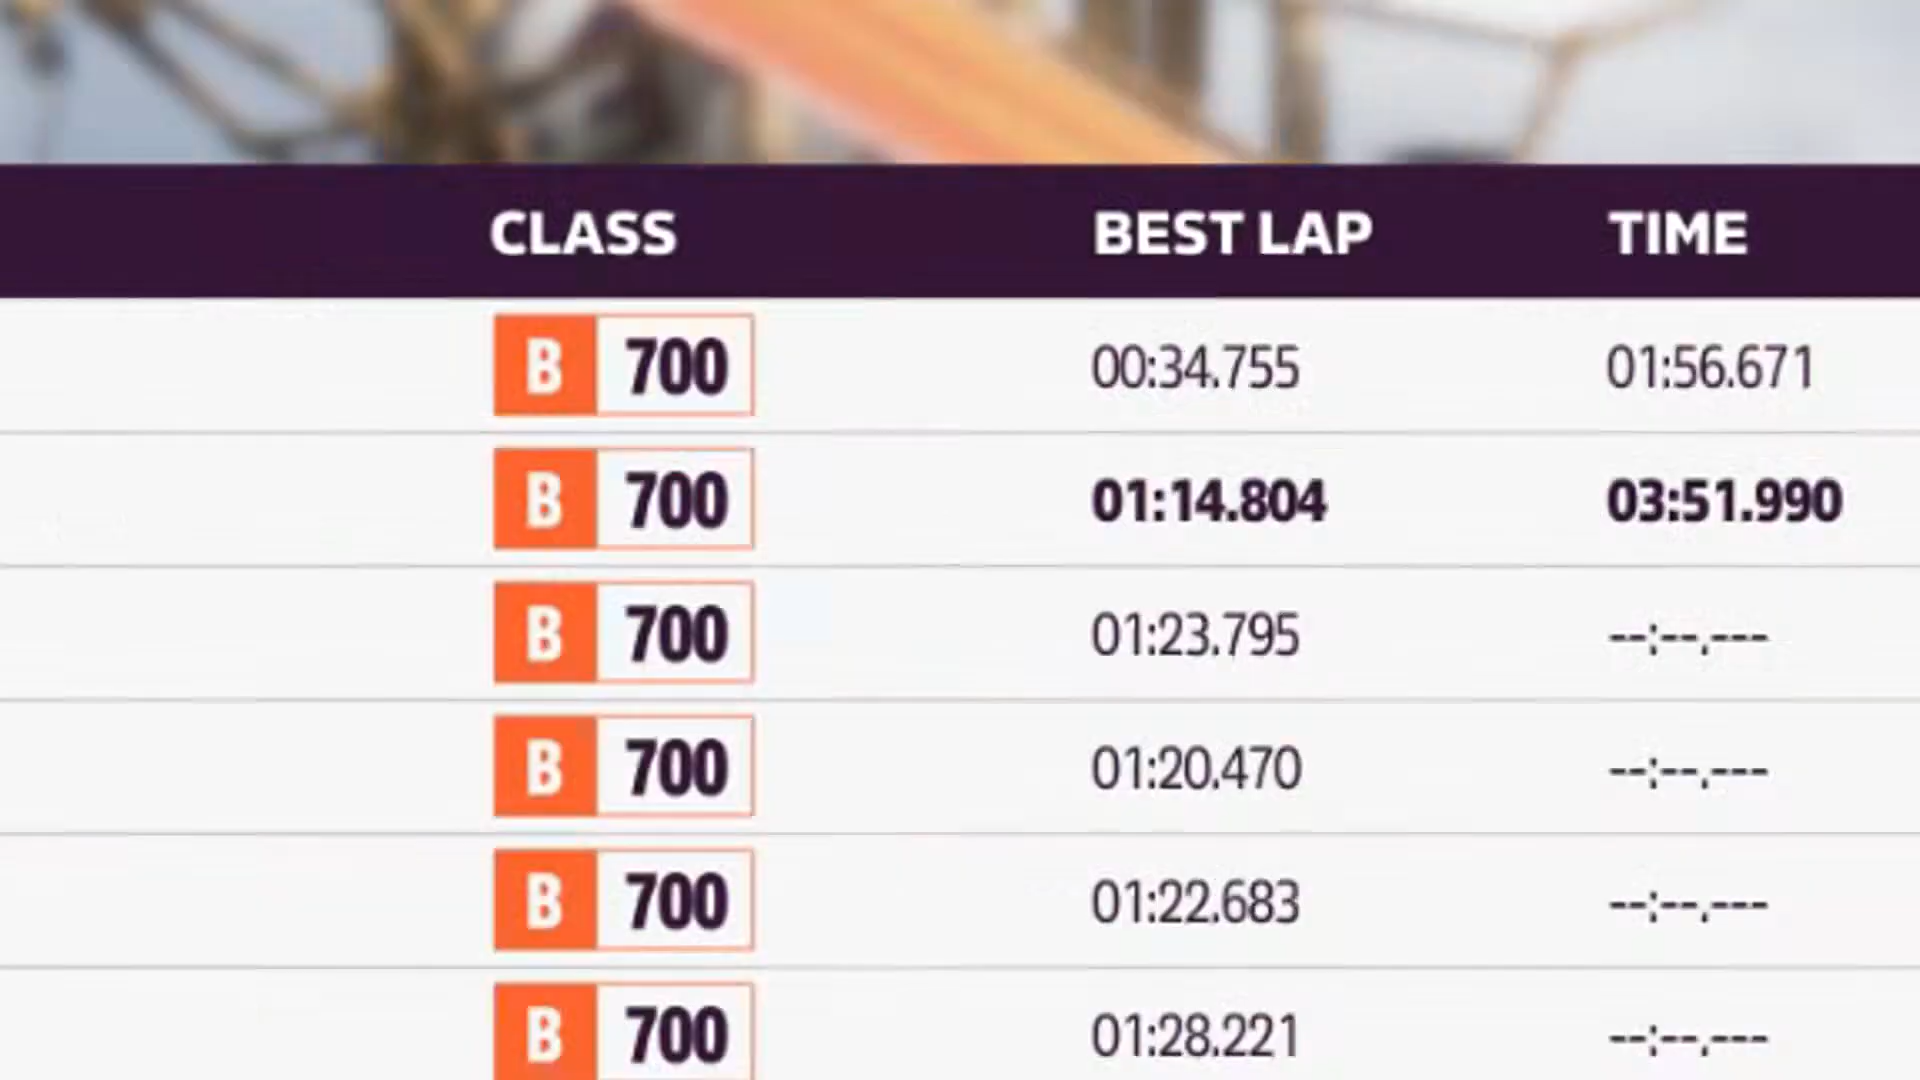 CLASS BEST LAP TIME
B 700 00:34.755 01:56.671
B 700 01:14.804 03:51.990
B 700 01:23.795 --:--.---
B 700 01:20.470 --:--.---
B 700 01:22.683 --:--.---
B 700 01:28.221 --:--.---